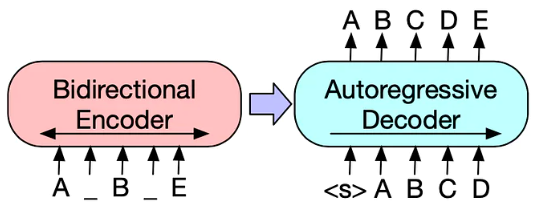 A B C D E
Bidirectional
Encoder
Autoregressive
Decoder
A _ B _ E
<s> A B C D